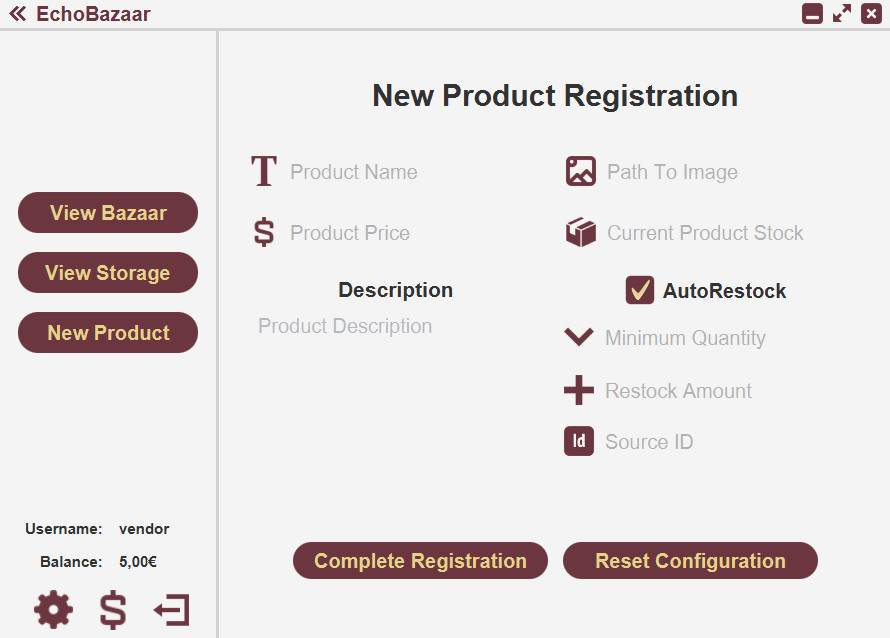 EchoBazaar
New Product Registration
Product Name
Path To Image
Product Price
Current Product Stock
Description
AutoRestock
Product Description
Minimum Quantity
Restock Amount
Id Source ID
View Bazaar
View Storage
New Product
Username: vendor
Balance: 5,00€
Complete Registration
Reset Configuration